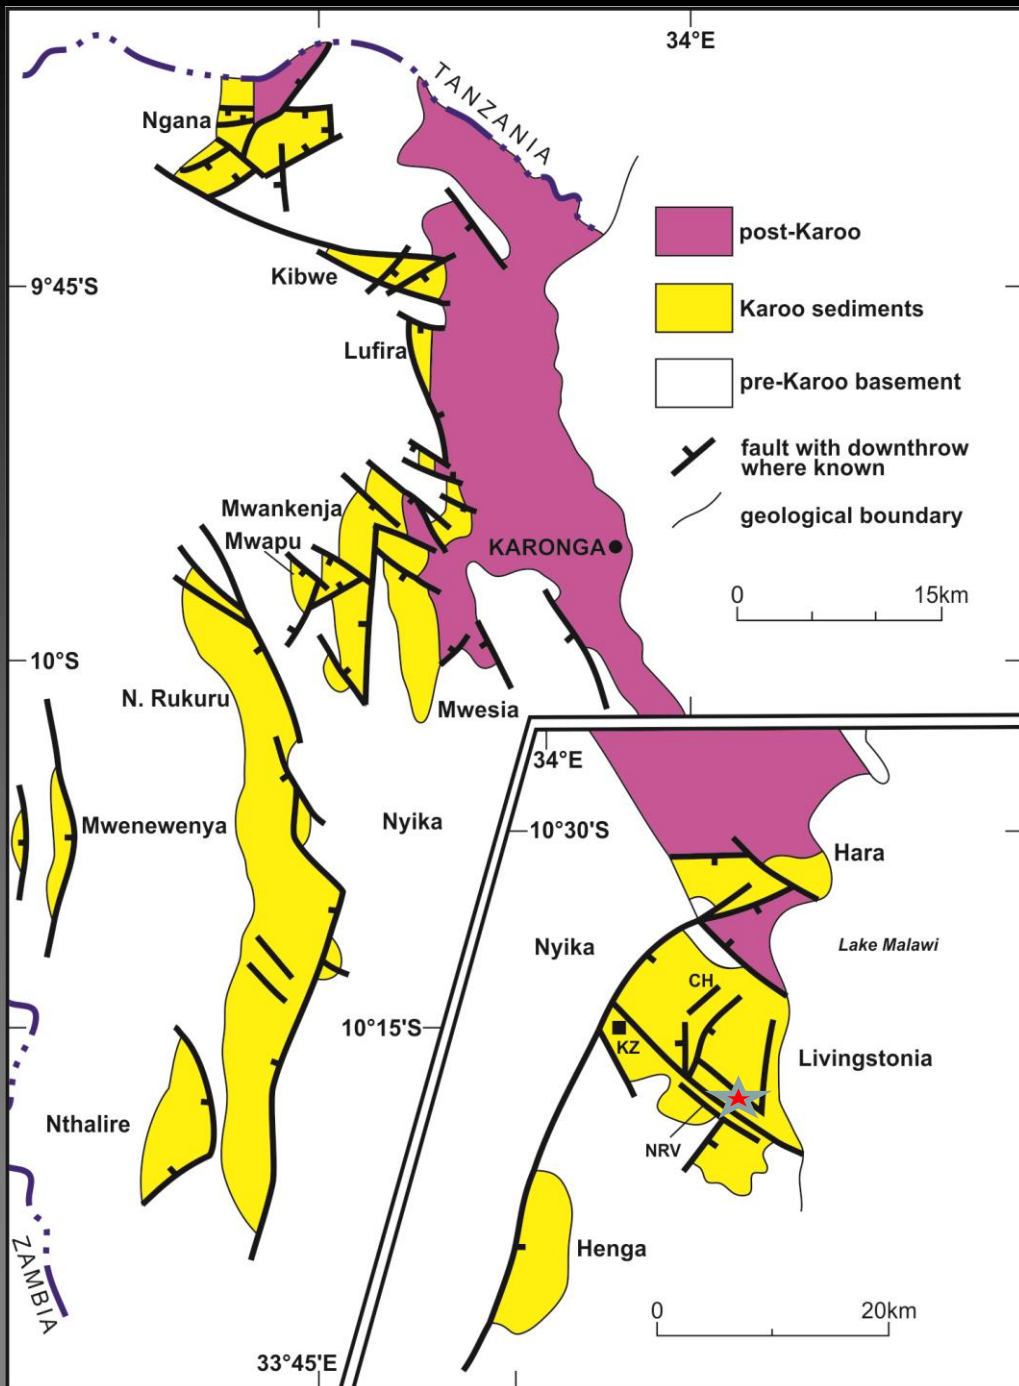 34°E
TANZANIA
Ngana
post-Karoo
Kibwe
9°45'S
Karoo sediments
Lufira
pre-Karoo basement
fault with downthrow
where known
Mwankenja
geological boundary
Mwapu
KARONGA
0 15km
10°S
N. Rukuru
Mwesia
34°E
Mwenewenya
Nyika
10°30'S
Hara
Nyika
Lake Malawi
CH
10°15'S
KZ
Livingstonia
Nthalire
NRV
ZAMBIA
Henga
0 20km
33°45'E